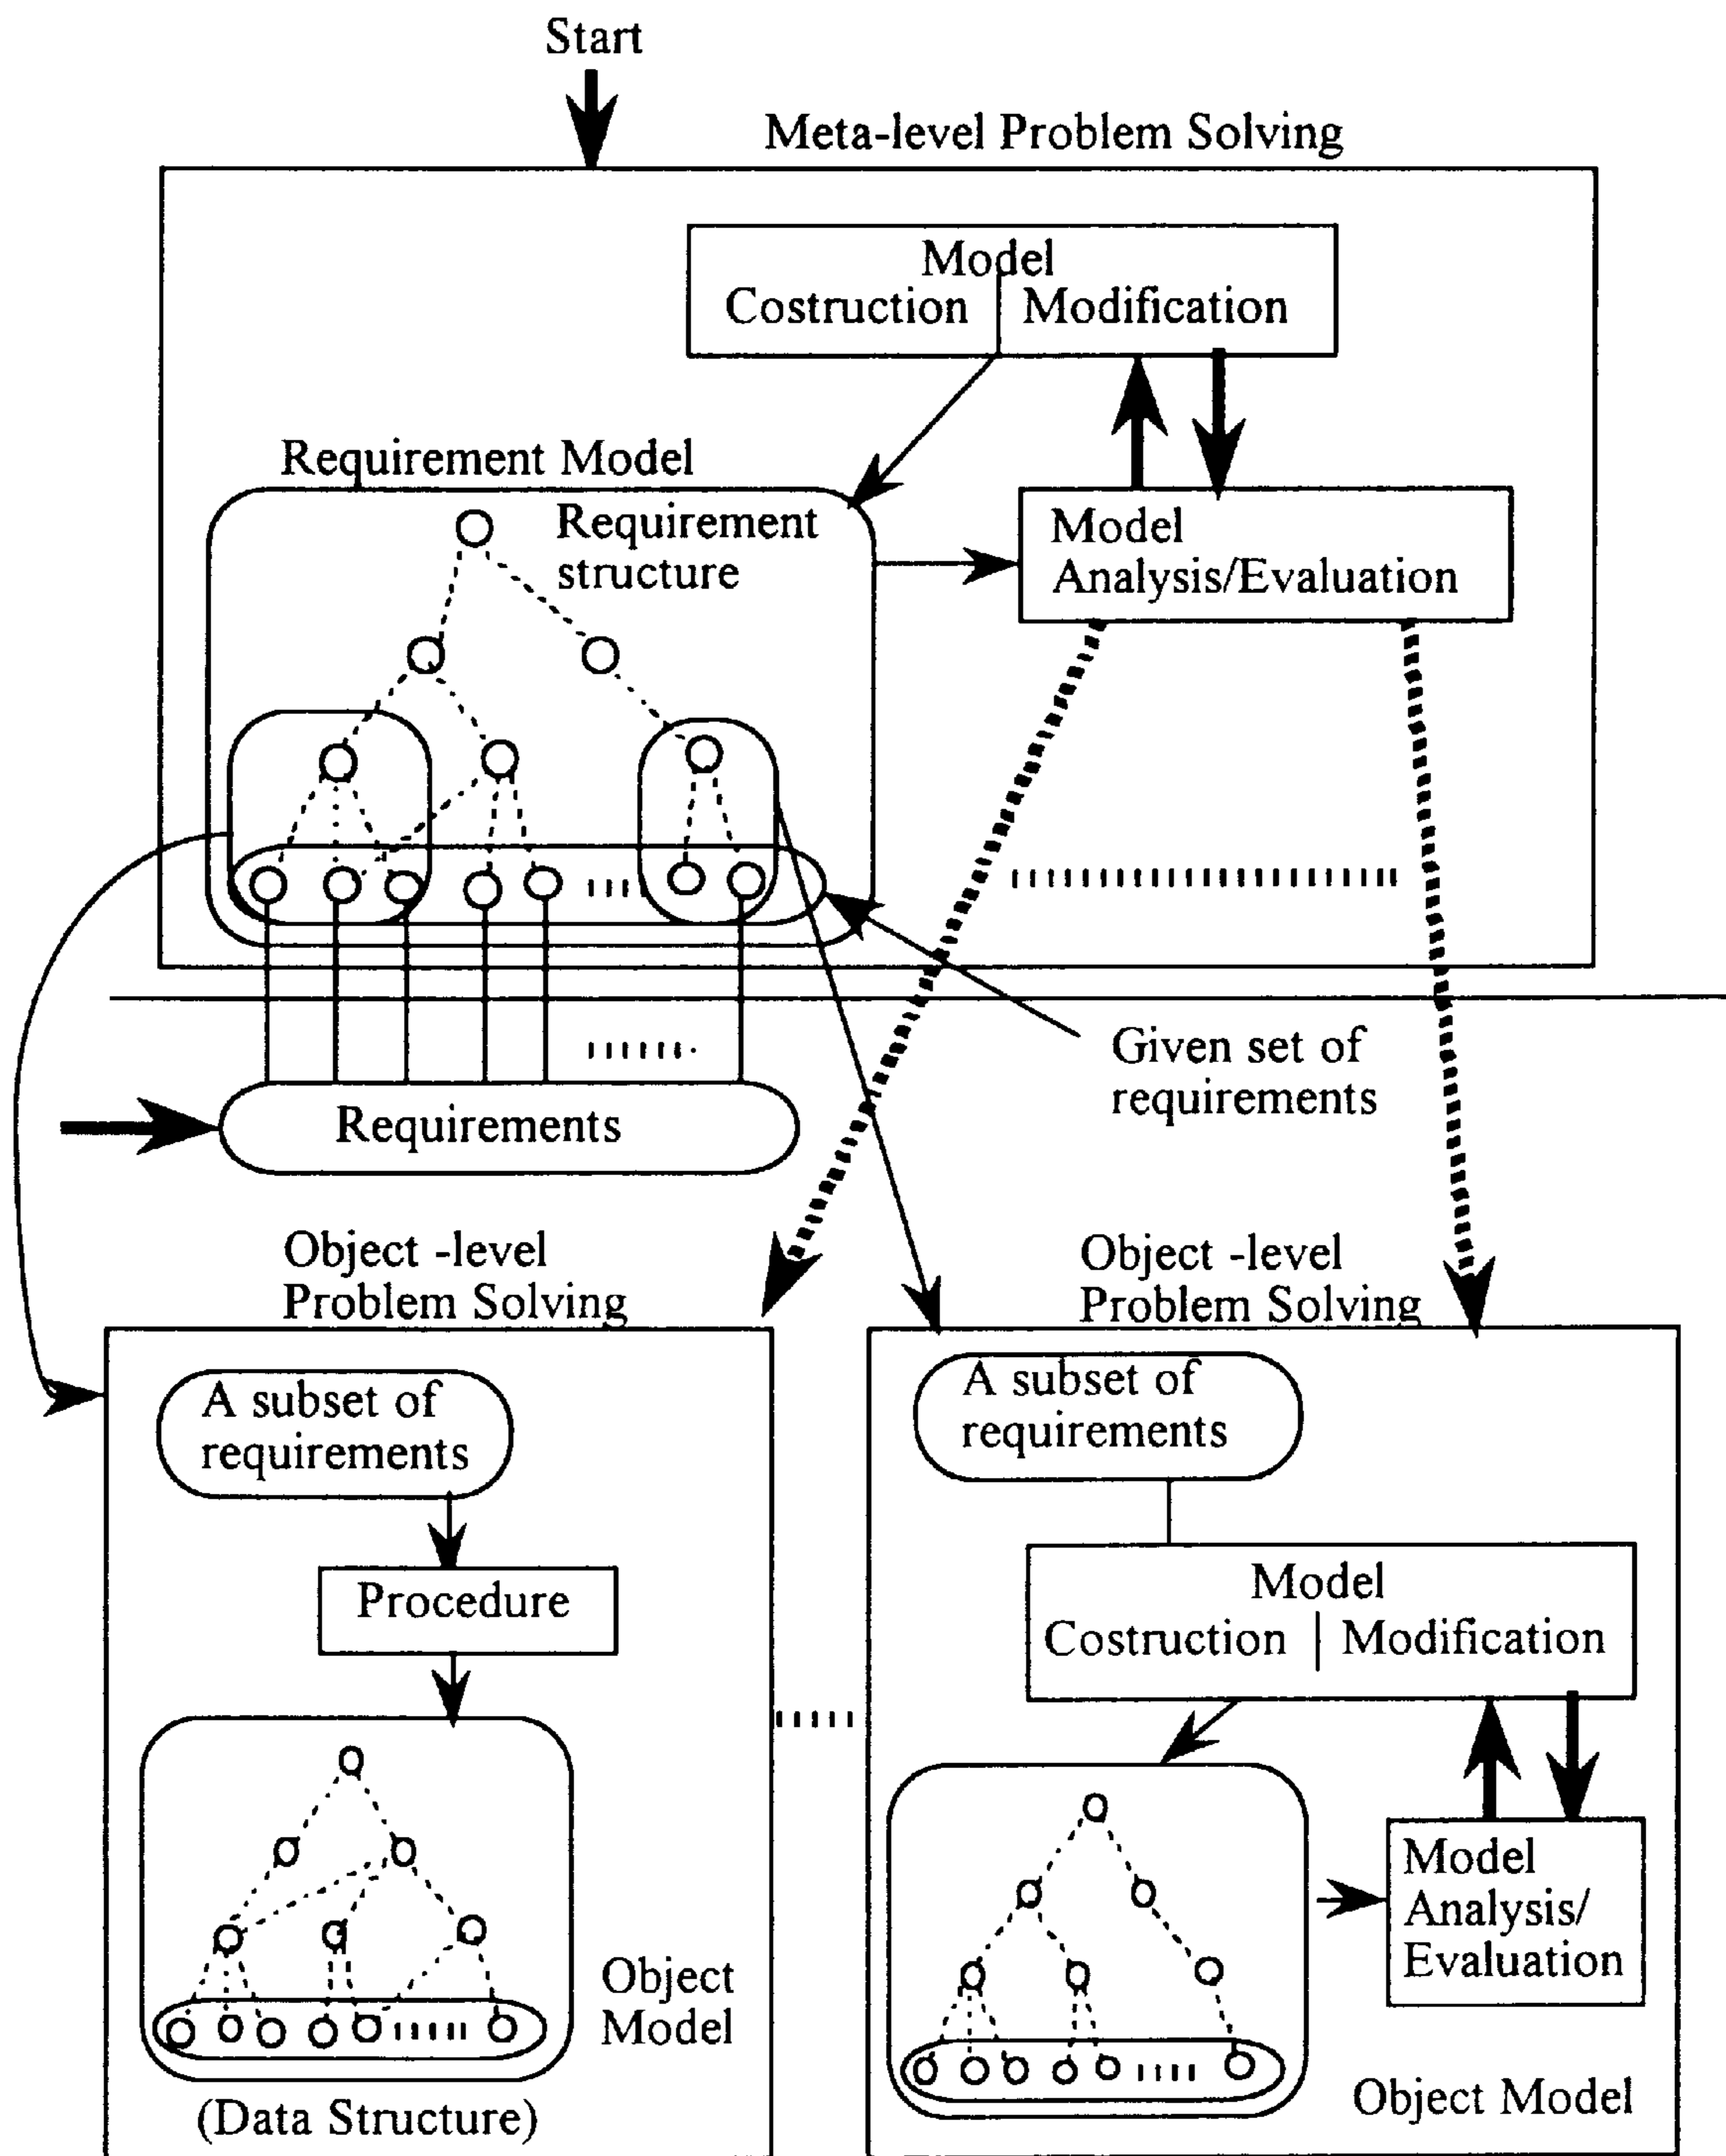 Start
Meta-level Problem Solving
Model
Costruction Modification
Requirement Model
Requirement
structure
Model
Analysis/Evaluation
Given set of
requirements
Requirements
Object -level
Problem Solving
Object -level
Problem Solving
A subset of
requirements
Procedure
Object
Model
(Data Structure)
A subset of
requirements
Model
Costruction | Modification
Model
Analysis/
Evaluation
Object Model